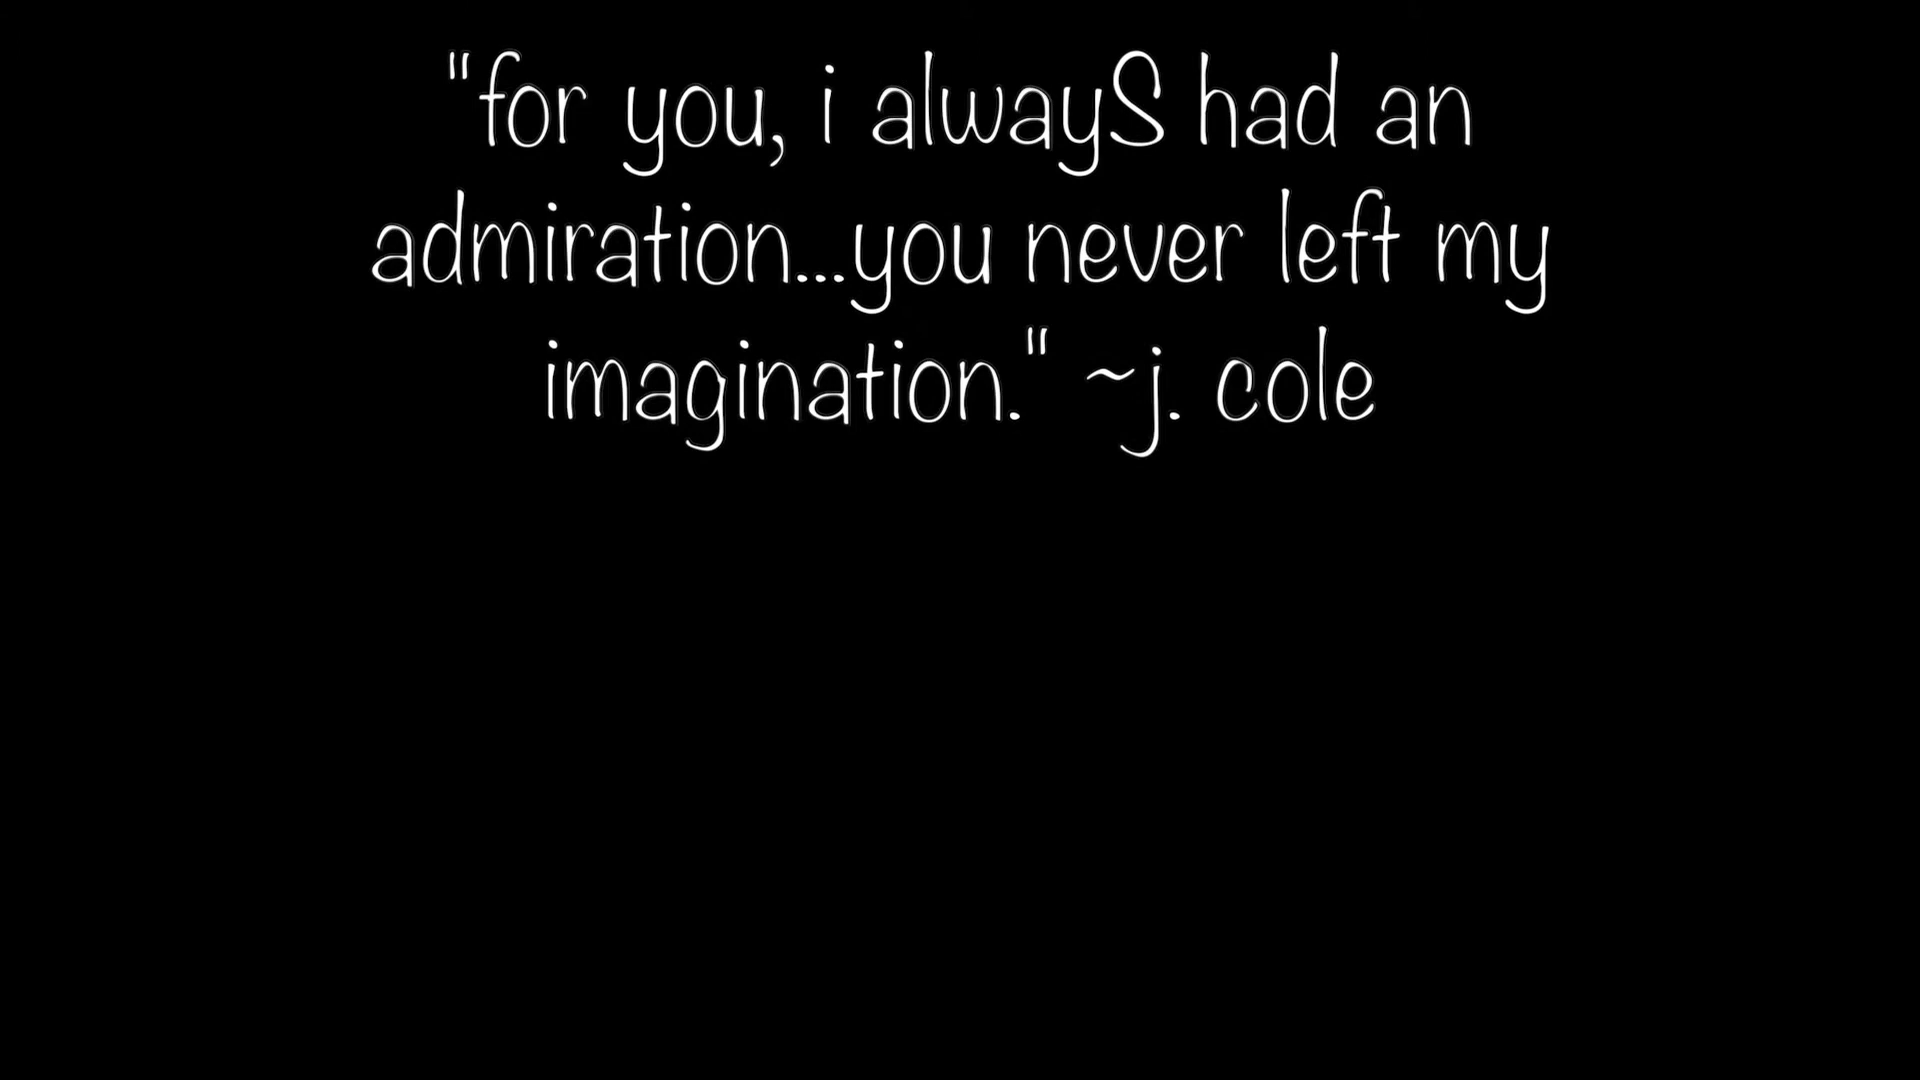 "for you, i alwayS had an
admiration...you never left my
imagination." ~j. cole